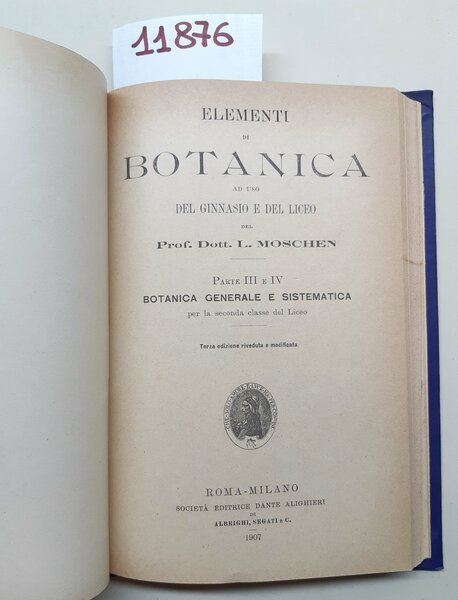 11876
ELEMENTI
DI
BOTANICA
AD USO
DEL GINNASIO E DEL LICEO
DEL
Prof. Dott. L. MOSCHEN
PARTE III E IV
BOTANICA GENERALE E SISTEMATICA
per la seconda classe del Liceo
Terza edizione riveduta e modificata
ROMA-MILANO
SOCIETÀ EDITRICE DANTE ALIGHIERI
DI
ALBRIGHI, SEGATI & C.
1907